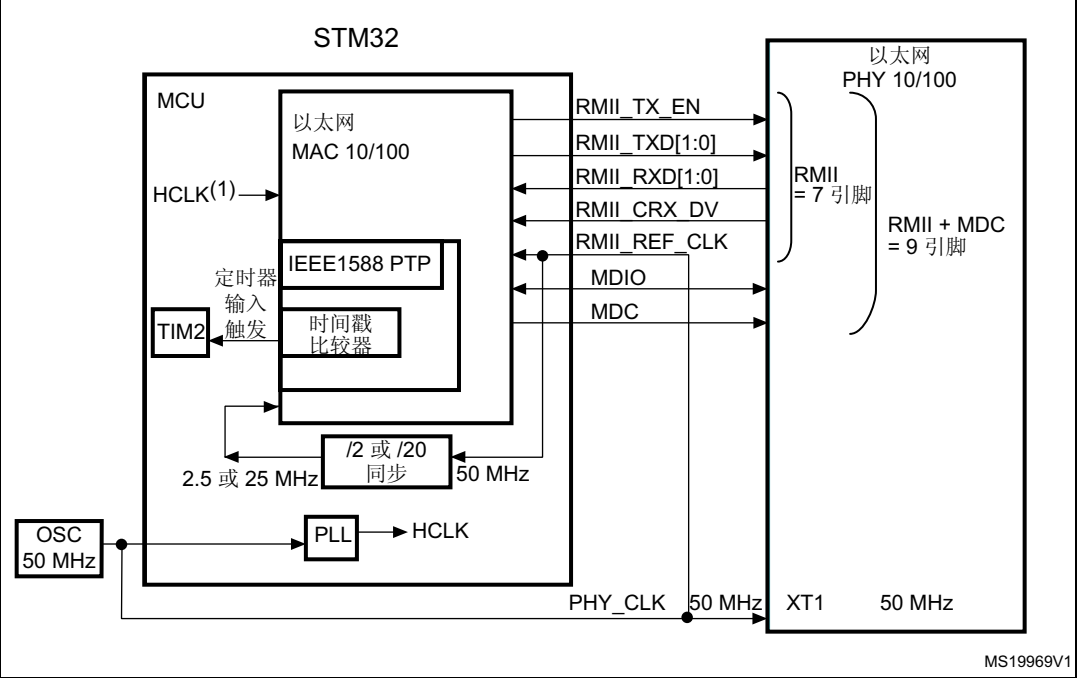 STM32
MCU
以太网
MAC 10/100
HCLK(1)
IEEE1588 PTP
定时器
输入
触发
TIM2
时间戳
比较器
/2 或 /20
同步
2.5 或 25 MHz
50 MHz
OSC
50 MHz
PLL
HCLK
RMII_TX_EN
RMII_TXD[1:0]
RMII_RXD[1:0]
RMII_CRX_DV
RMII_REF_CLK
MDIO
MDC
以太网
PHY 10/100
RMII
= 7 引脚
RMII + MDC
= 9 引脚
PHY_CLK
50 MHz
XT1
50 MHz
MS19969V1